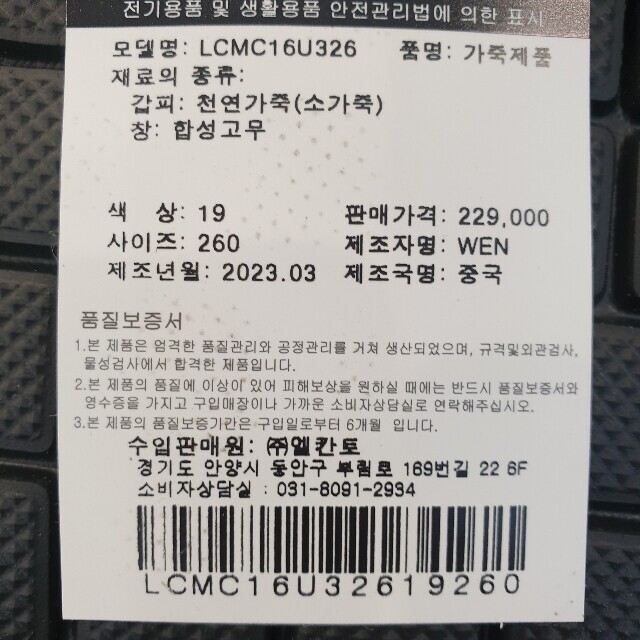 전기용품 및 생활용품 안전관리법에 의한 표시
모델명: LCMC16U326 품명: 가죽제품
재료의 종류:
갑피: 천연가죽(소가죽)
창: 합성고무
색 상: 19 판매가격: 229,000
사이즈: 260 제조자명: WEN
제조년월: 2023.03 제조국명: 중국
품질보증서
1.본 제품은 엄격한 품질관리와 공정관리를 거쳐 생산되었으며, 규격및외관검사,
물성검사에서 합격한 제품입니다.
2.본 제품의 품질에 이상이 있어 피해보상을 원하실 때에는 반드시 품질보증서와
영수증을 가지고 구입매장이나 가까운 소비자상담실로 연락해주십시오.
3.본 제품의 품질보증기간은 구입일로부터 6개월 입니다.
수입판매원: ㈜엘칸토
경기도 안양시 동안구 부림로 169번길 22 6F
소비자상담실 : 031-8091-2934
LCMC16U32619260